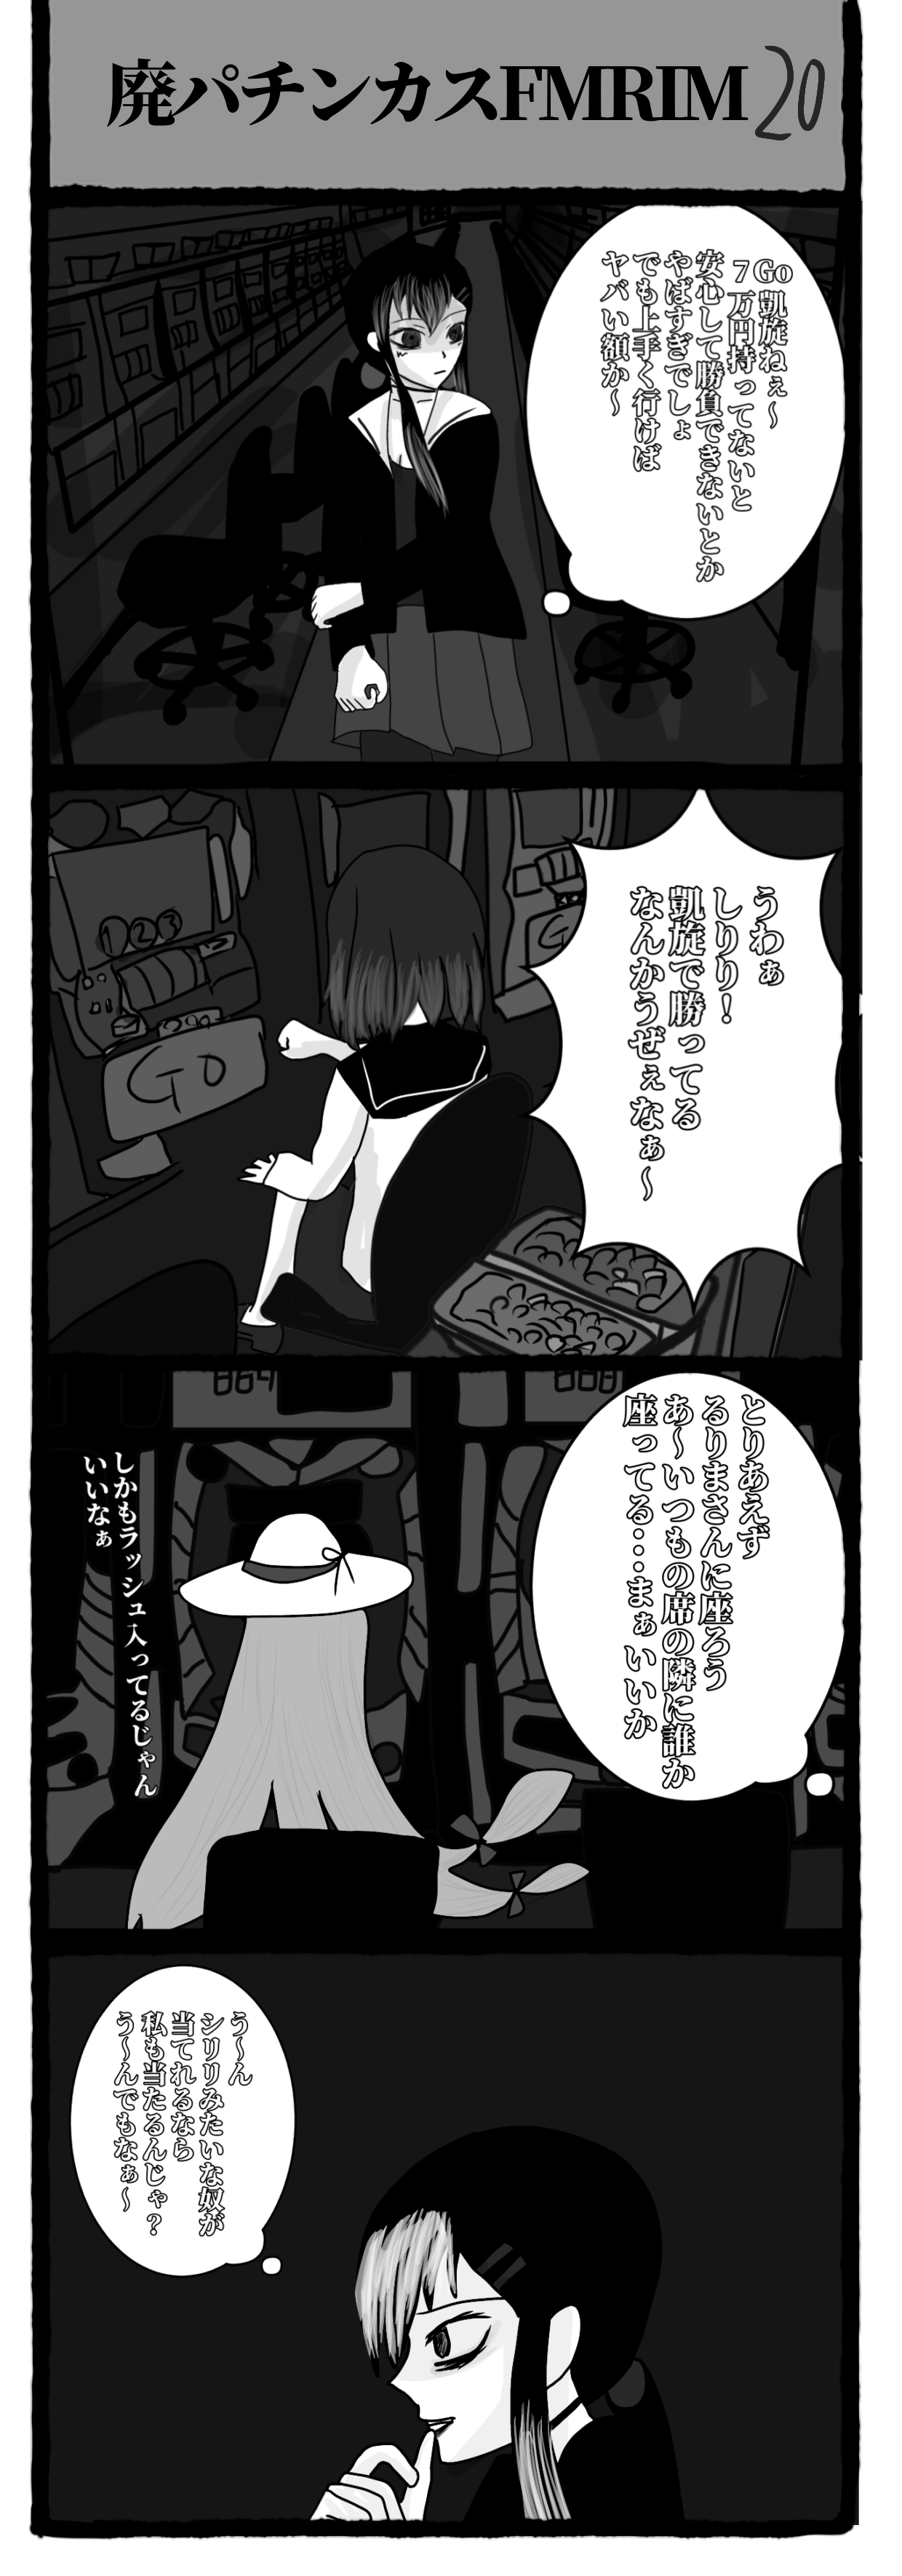 廃パチンカスFMRIM20
Go凱旋ねぇ～
7万円持ってないと
安心して勝負できないとか
やばすぎでしょ
でも上手く行けば
ヤバい額か～
うわぁ
しりり！
凱旋で勝ってる
なんかうぜぇなぁ～
123
GO
とりあえず
るりまさんに座ろう
あ～いつもの席の隣に誰か
座ってる・・・まぁいいか
しかもラッシュ入ってるじゃん
いいなぁ
う～ん
シリリみたいな奴が
当てれるなら
私も当たるんじゃ？
う～んでもなぁ～